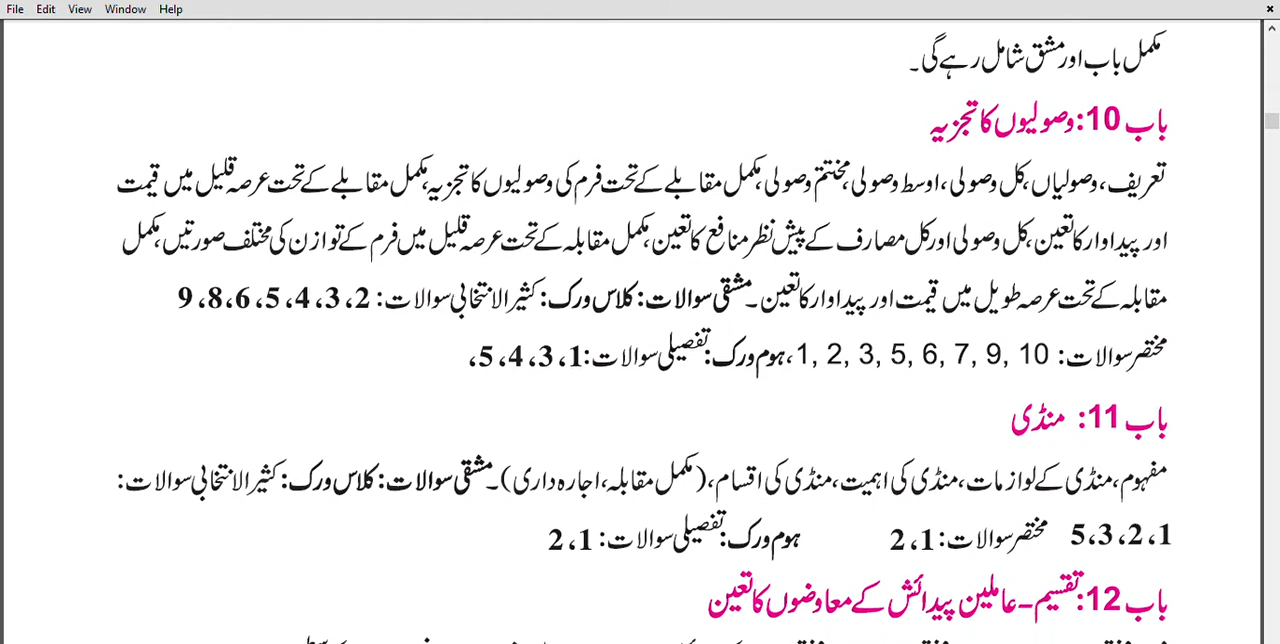 File Edit View Window Help
مکمل باب اور مشق شامل رہے گی۔
باب 10: وصولیوں کا تجزیہ
تعریف، وصولیاں، کل وصولی، اوسط وصولی، مختتم وصولی، مکمل مقابلے کے تحت فرم کی وصولیوں کا تجزیہ، مکمل مقابلے کے تحت عرصہ قلیل میں قیمت
اور پیداوار کا تعین، کل وصولی اور کل مصارف کے پیش نظر منافع کا تعین، مکمل مقابلہ کے تحت عرصہ قلیل میں فرم کے توازن کی مختلف صورتیں، مکمل
مقابلہ کے تحت عرصہ طویل میں قیمت اور پیداوار کا تعین۔ مشقی سوالات: کلاس ورک: کثیر الانتخابی سوالات: 2، 3، 4، 5، 6، 8، 9
مختصر سوالات: 1, 2, 3, 5, 6, 7, 9, 10، ہوم ورک: تفصیلی سوالات: 1، 3، 4، 5،
باب 11: منڈی
مفہوم، منڈی کے لوازمات، منڈی کی اہمیت، منڈی کی اقسام، (مکمل مقابلہ، اجارہ داری)۔ مشقی سوالات: کلاس ورک: کثیر الانتخابی سوالات:
1، 2، 3، 5 مختصر سوالات: 1، 2 ہوم ورک: تفصیلی سوالات: 1، 2
باب 12: تقسیم۔ عاملین پیدائش کے معاوضوں کا تعین